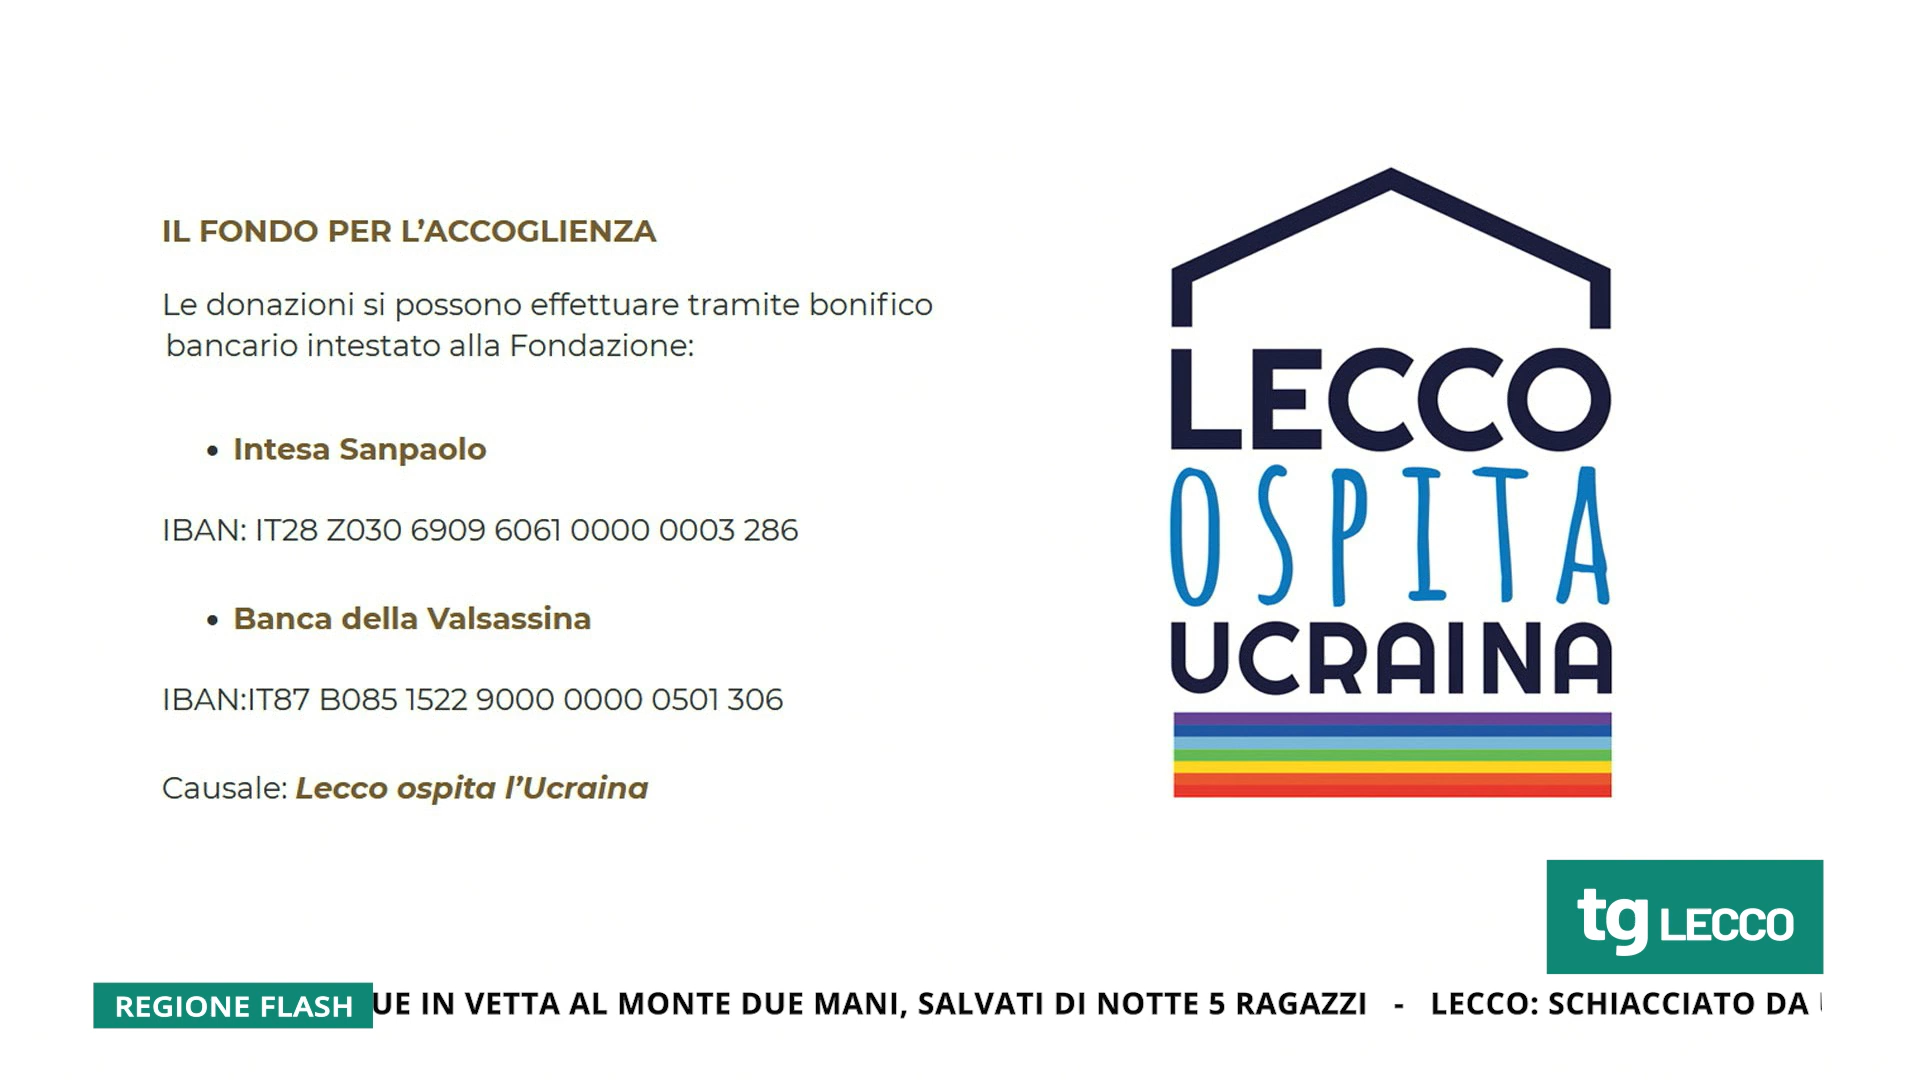 IL FONDO PER L’ACCOGLIENZA
Le donazioni si possono effettuare tramite bonifico
bancario intestato alla Fondazione:
• Intesa Sanpaolo
IBAN: IT28 Z030 6909 6061 0000 0003 286
• Banca della Valsassina
IBAN:IT87 B085 1522 9000 0000 0501 306
Causale: Lecco ospita l’Ucraina
LECCO
OSPITA
UCRAINA
tg LECCO
REGIONE FLASH
UE IN VETTA AL MONTE DUE MANI, SALVATI DI NOTTE 5 RAGAZZI - LECCO: SCHIACCIATO DA